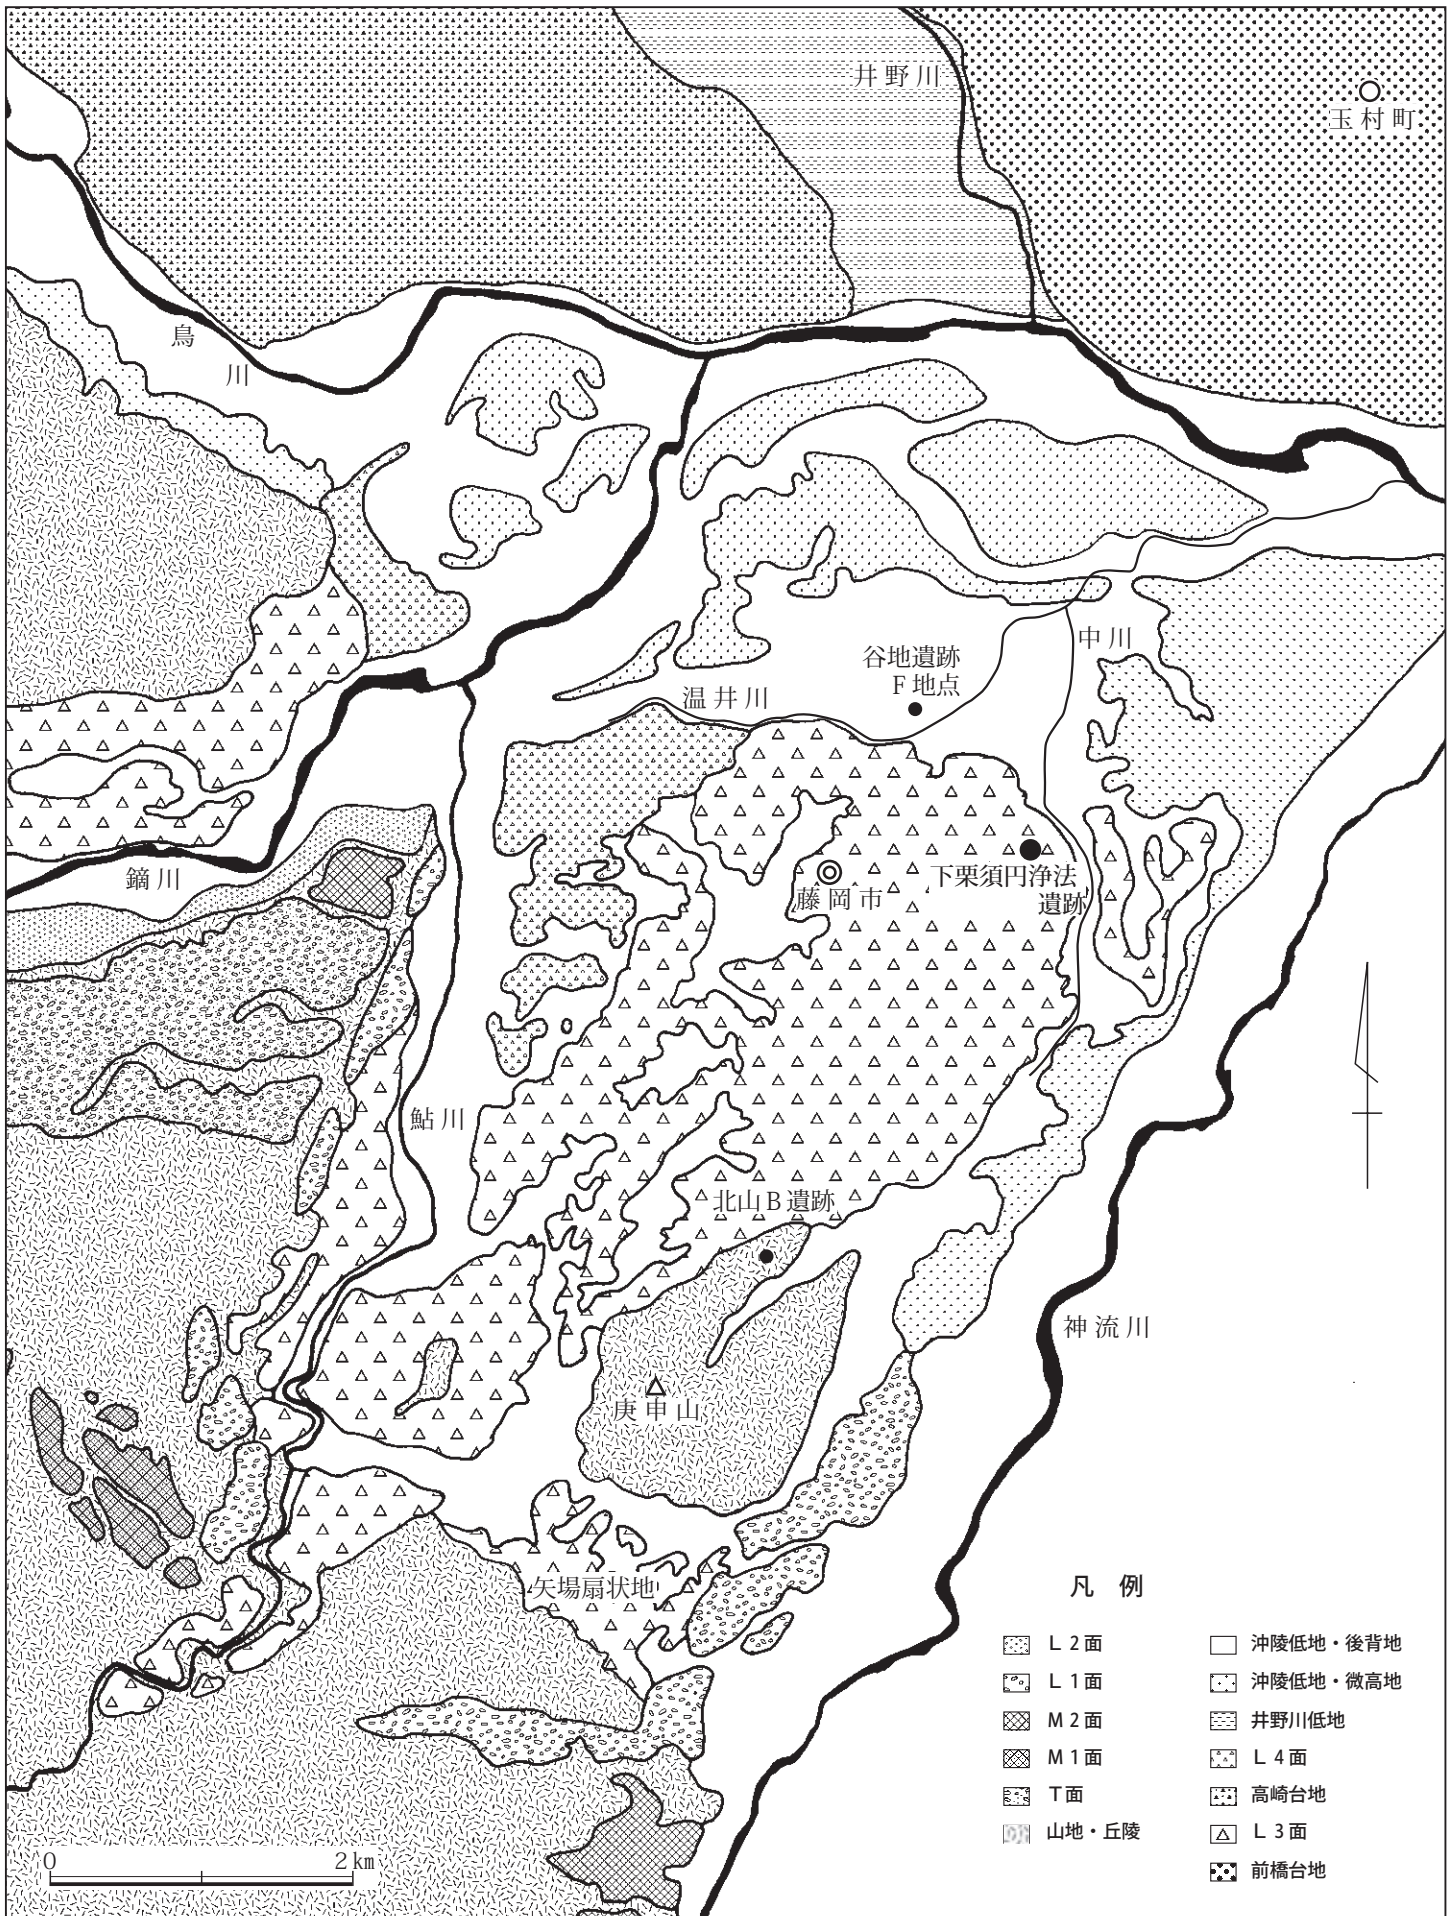 井野川
玉村町
烏
川
中川
谷地遺跡
F地点
温井川
下栗須円浄法
遺跡
藤岡市
鏑川
鮎川
北山B遺跡
神流川
庚申山
矢場扇状地
凡 例
L2面
L1面
M2面
M1面
T面
山地・丘陵
沖陵低地・後背地
沖陵低地・微高地
井野川低地
L4面
高崎台地
L3面
前橋台地
0 2km